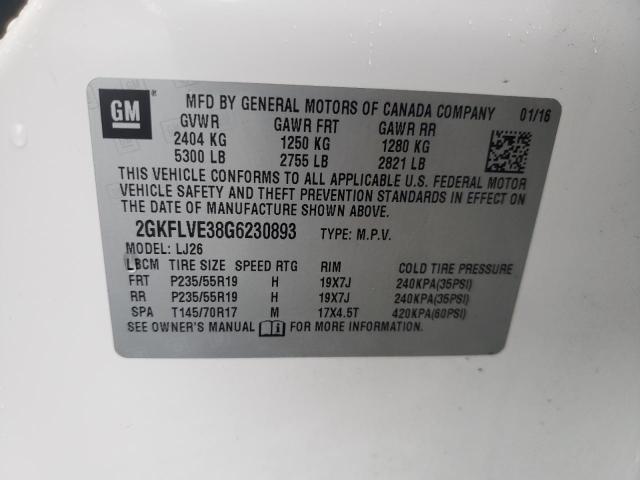 GM
MFD BY GENERAL MOTORS OF CANADA COMPANY 01/16
GVWR GAWR FRT GAWR RR
2404 KG 1250 KG 1280 KG
5300 LB 2755 LB 2821 LB
THIS VEHICLE CONFORMS TO ALL APPLICABLE U.S. FEDERAL MOTOR
VEHICLE SAFETY AND THEFT PREVENTION STANDARDS IN EFFECT ON
THE DATE OF MANUFACTURE SHOWN ABOVE.
2GKFLVE38G6230893 TYPE: M.P.V.
MODEL: LJ26
LBCM TIRE SIZE SPEED RTG RIM COLD TIRE PRESSURE
FRT P235/55R19 H 19X7J 240KPA(35PSI)
RR P235/55R19 H 19X7J 240KPA(35PSI)
SPA T145/70R17 M 17X4.5T 420KPA(60PSI)
SEE OWNER'S MANUAL FOR MORE INFORMATION.